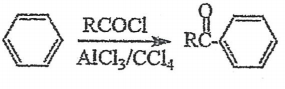 RCOCl
AlCl₃/CCl₄
O
RC-